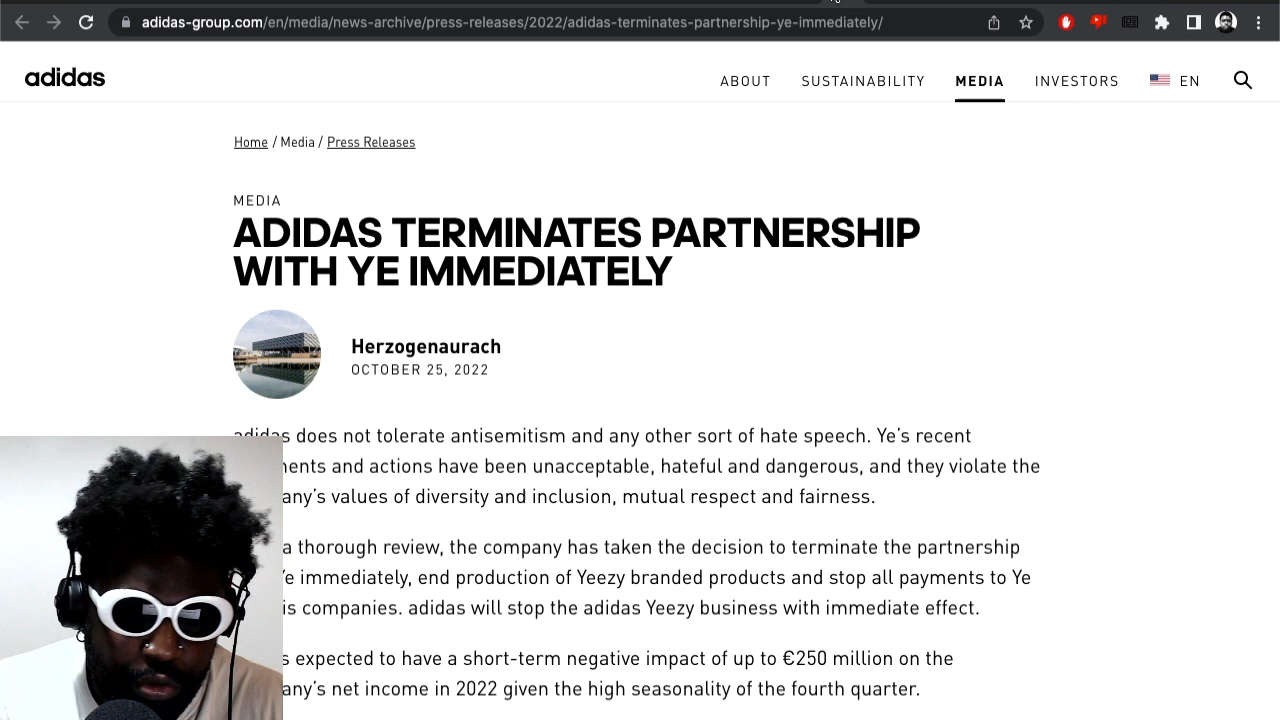 adidas-group.com/en/media/news-archive/press-releases/2022/adidas-terminates-partnership-ye-immediately/
adidas
ABOUT SUSTAINABILITY MEDIA INVESTORS EN
Home / Media / Press Releases
MEDIA
ADIDAS TERMINATES PARTNERSHIP
WITH YE IMMEDIATELY
Herzogenaurach
OCTOBER 25, 2022
adidas does not tolerate antisemitism and any other sort of hate speech. Ye's recent
ments and actions have been unacceptable, hateful and dangerous, and they violate the
any's values of diversity and inclusion, mutual respect and fairness.
a thorough review, the company has taken the decision to terminate the partnership
Ye immediately, end production of Yeezy branded products and stop all payments to Ye
is companies. adidas will stop the adidas Yeezy business with immediate effect.
s expected to have a short-term negative impact of up to €250 million on the
any's net income in 2022 given the high seasonality of the fourth quarter.